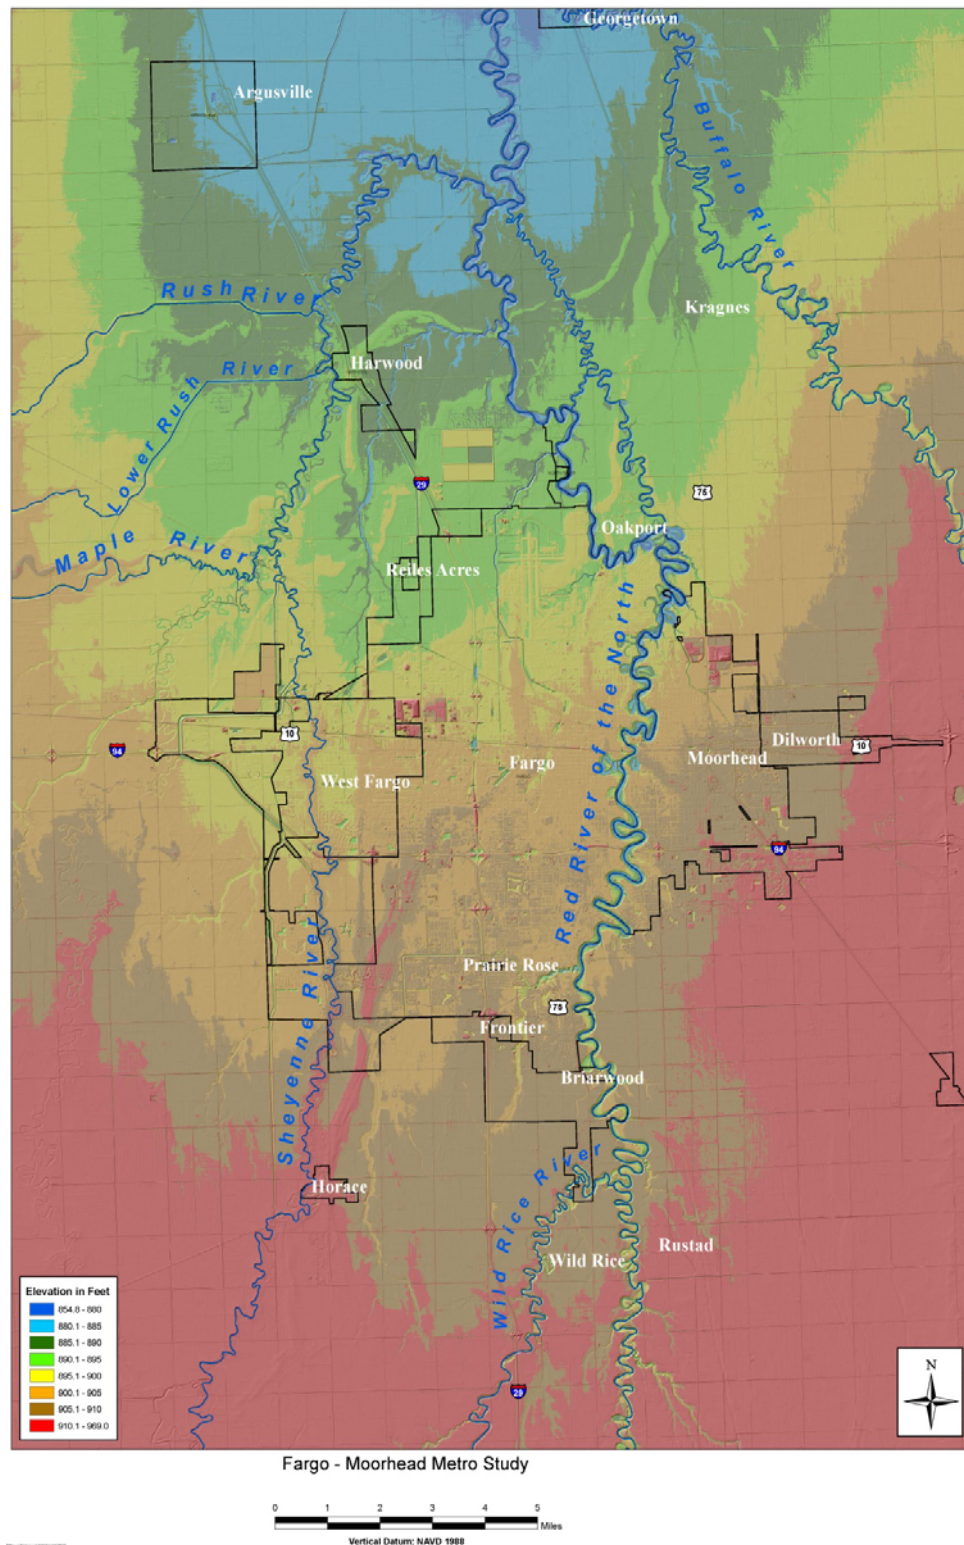 Georgetown
Argusville
Buffalo River
Rush River
Kragnes
Harwood
Lower Rush River
29
75
Oakport
Maple River
Reiles Acres
Red River of the North
10
94
Dilworth
10
Moorhead
Fargo
West Fargo
94
Sheyenne River
Prairie Rose
75
Frontier
Briarwood
Wild Rice River
Horace
Rustad
Wild Rice
29
Elevation in Feet
854.8 - 880
880.1 - 885
885.1 - 890
890.1 - 895
895.1 - 900
900.1 - 905
905.1 - 910
910.1 - 969.0
N
Fargo - Moorhead Metro Study
0 1 2 3 4 5
Miles
Vertical Datum: NAVD 1988